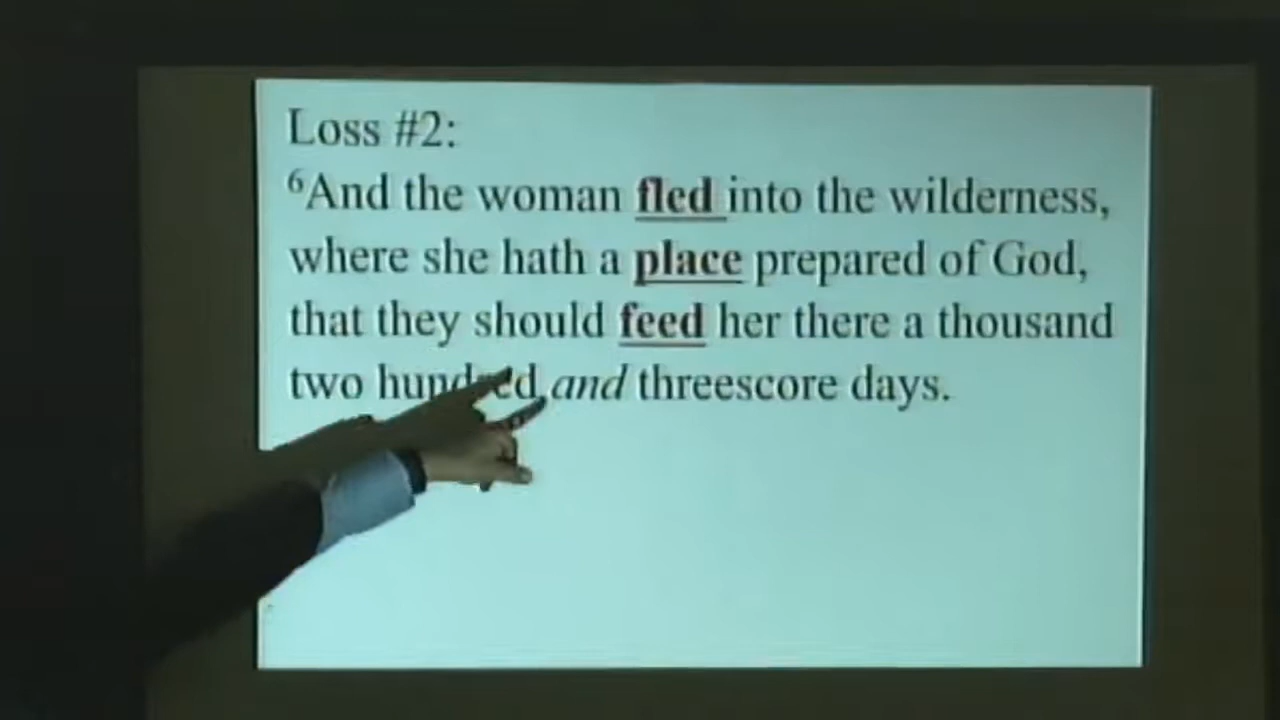 Loss #2:
⁶And the woman fled into the wilderness,
where she hath a place prepared of God,
that they should feed her there a thousand
two hundred and threescore days.